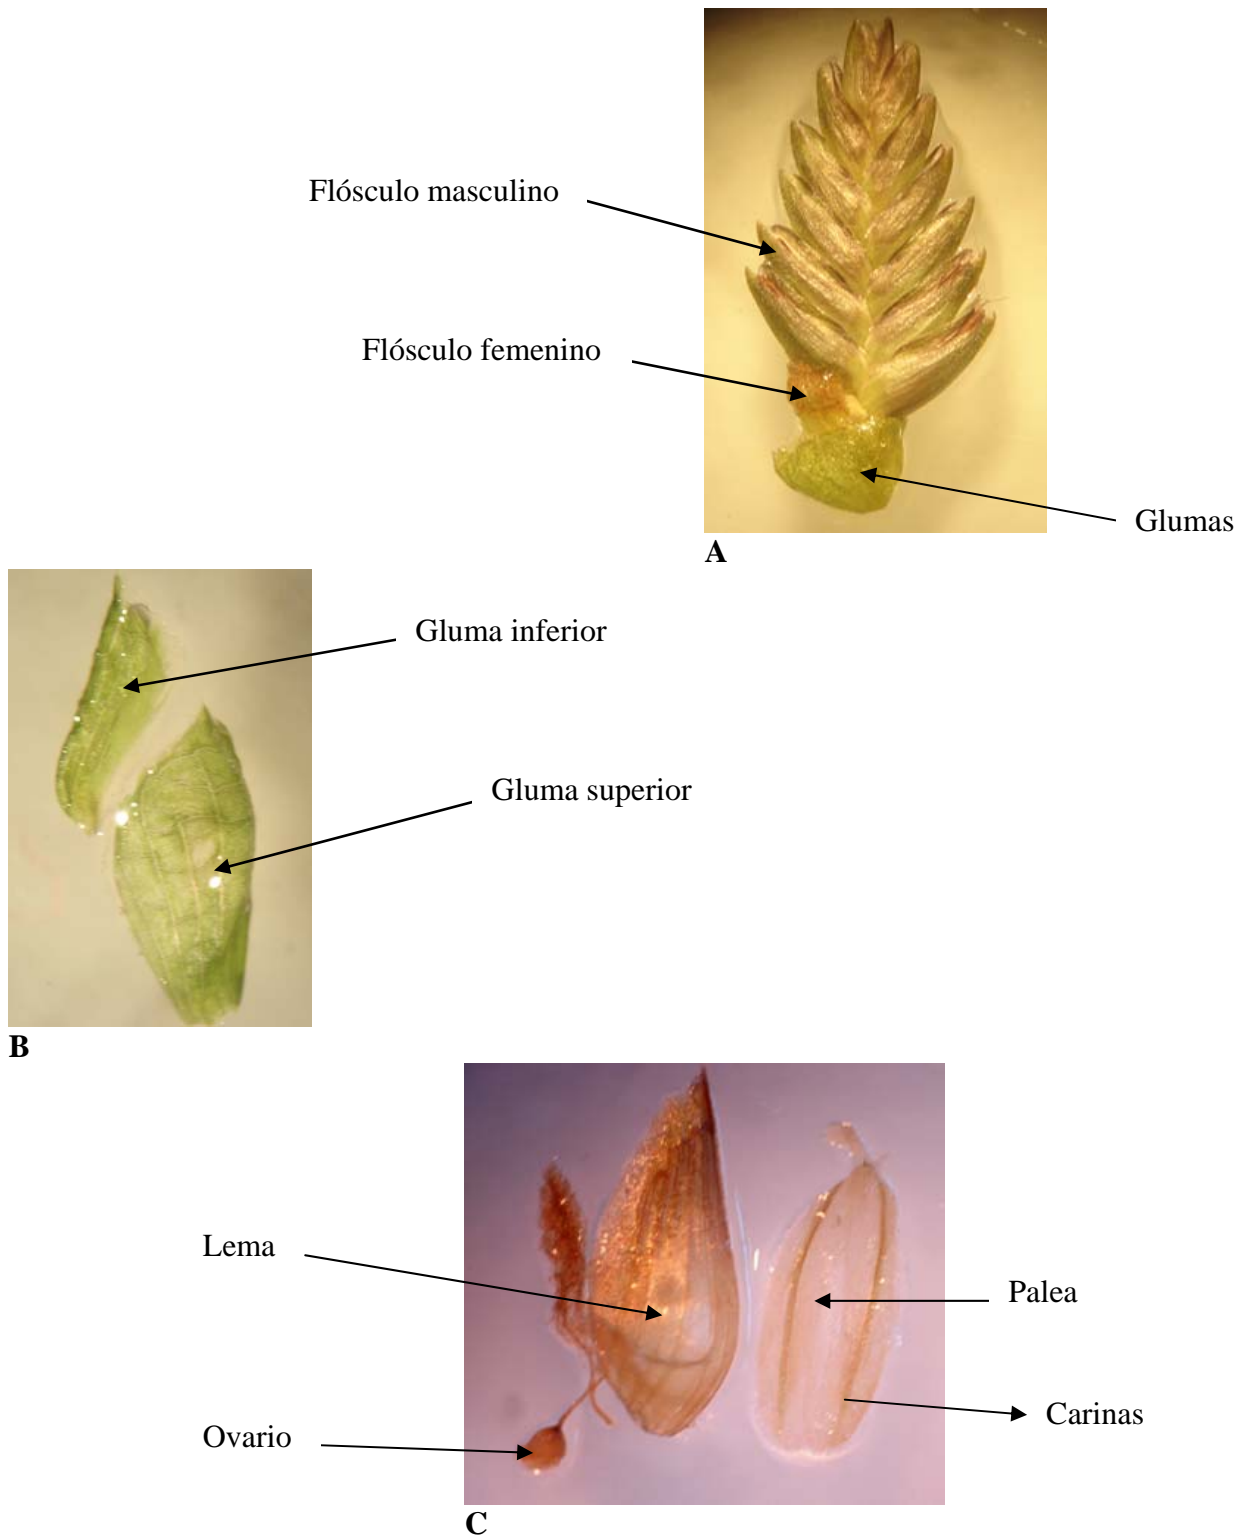 Flósculo masculino
Flósculo femenino
Glumas
A
Gluma inferior
Gluma superior
B
Lema
Palea
Carinas
Ovario
C